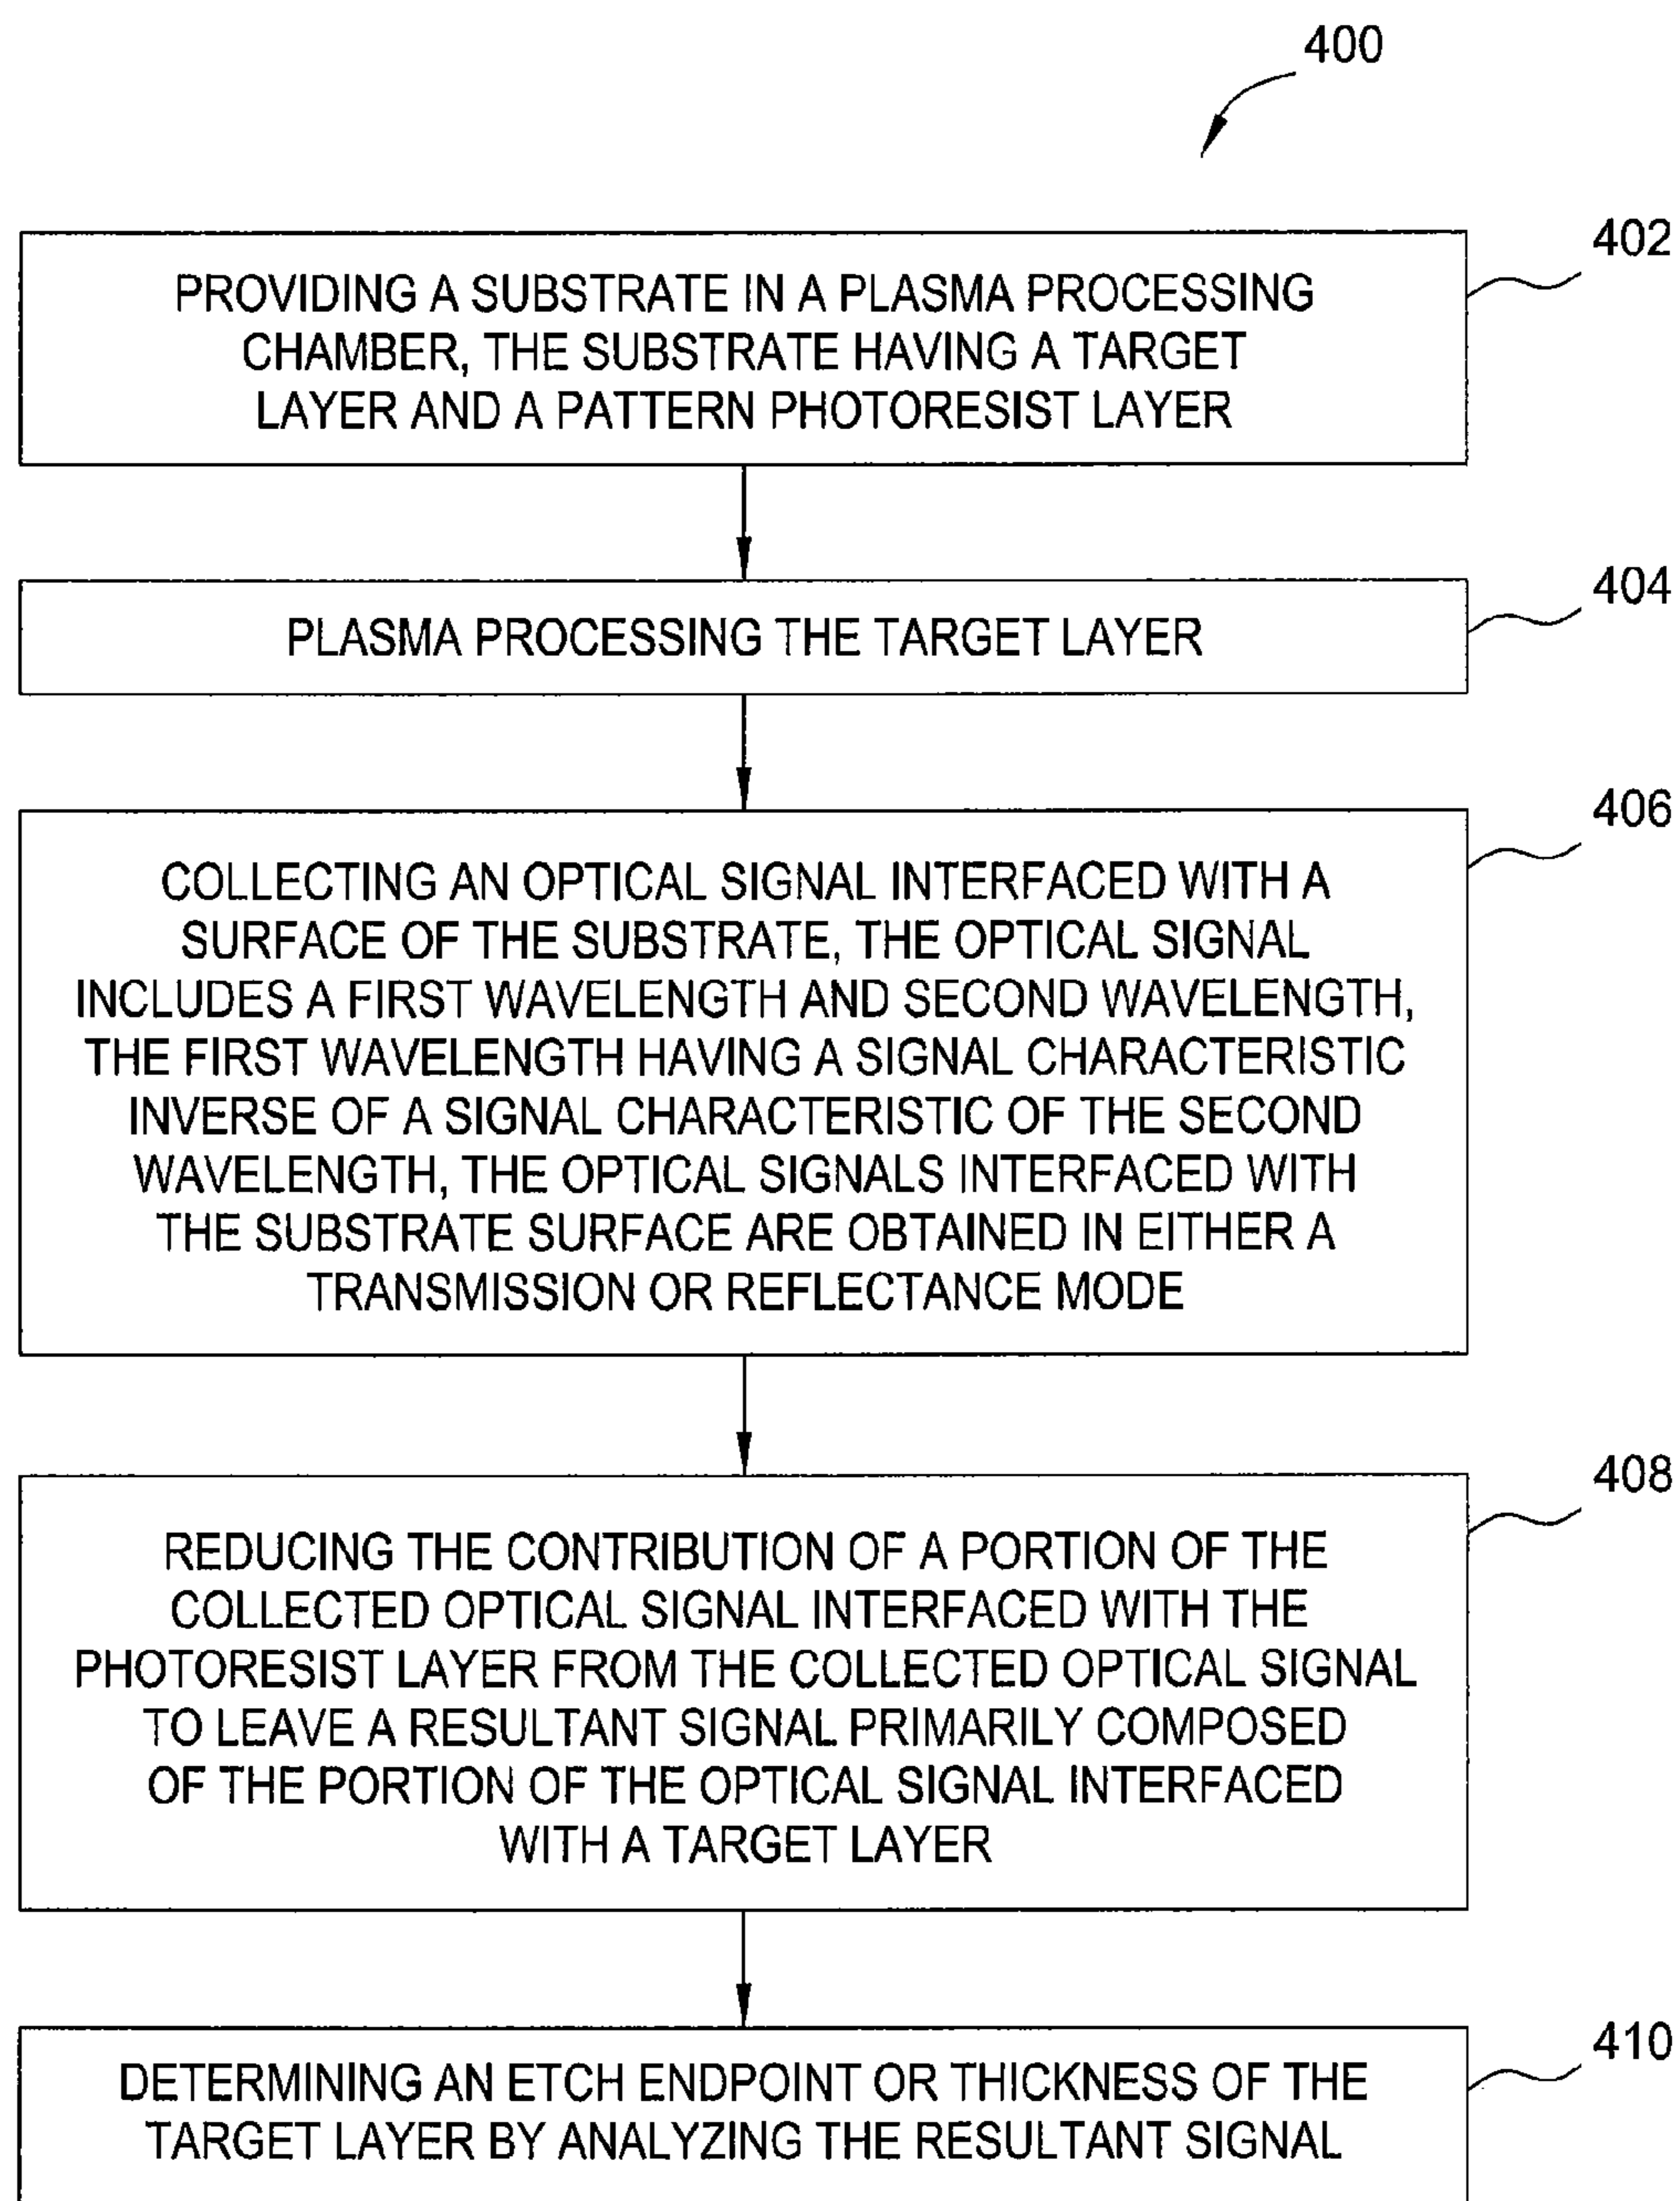 400
402
PROVIDING A SUBSTRATE IN A PLASMA PROCESSING
CHAMBER, THE SUBSTRATE HAVING A TARGET
LAYER AND A PATTERN PHOTORESIST LAYER
404
PLASMA PROCESSING THE TARGET LAYER
406
COLLECTING AN OPTICAL SIGNAL INTERFACED WITH A
SURFACE OF THE SUBSTRATE, THE OPTICAL SIGNAL
INCLUDES A FIRST WAVELENGTH AND SECOND WAVELENGTH,
THE FIRST WAVELENGTH HAVING A SIGNAL CHARACTERISTIC
INVERSE OF A SIGNAL CHARACTERISTIC OF THE SECOND
WAVELENGTH, THE OPTICAL SIGNALS INTERFACED WITH
THE SUBSTRATE SURFACE ARE OBTAINED IN EITHER A
TRANSMISSION OR REFLECTANCE MODE
408
REDUCING THE CONTRIBUTION OF A PORTION OF THE
COLLECTED OPTICAL SIGNAL INTERFACED WITH THE
PHOTORESIST LAYER FROM THE COLLECTED OPTICAL SIGNAL
TO LEAVE A RESULTANT SIGNAL PRIMARILY COMPOSED
OF THE PORTION OF THE OPTICAL SIGNAL INTERFACED
WITH A TARGET LAYER
410
DETERMINING AN ETCH ENDPOINT OR THICKNESS OF THE
TARGET LAYER BY ANALYZING THE RESULTANT SIGNAL